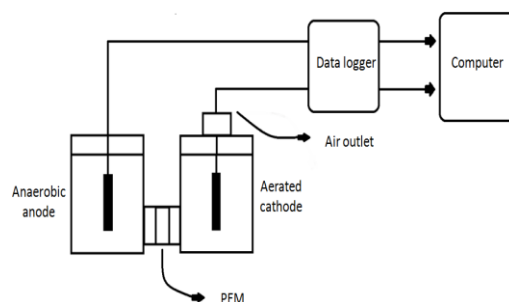 Data logger
Computer
Air outlet
Anaerobic
anode
Aerated
cathode
PEM